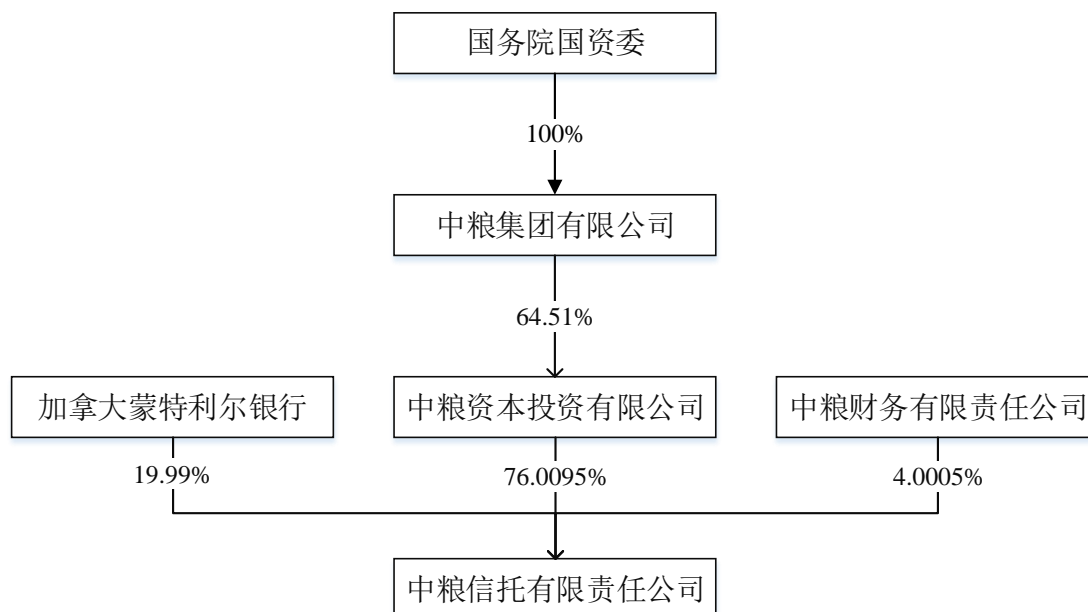 国务院国资委
100%
中粮集团有限公司
64.51%
加拿大蒙特利尔银行
中粮资本投资有限公司
中粮财务有限责任公司
19.99%
76.0095%
4.0005%
中粮信托有限责任公司